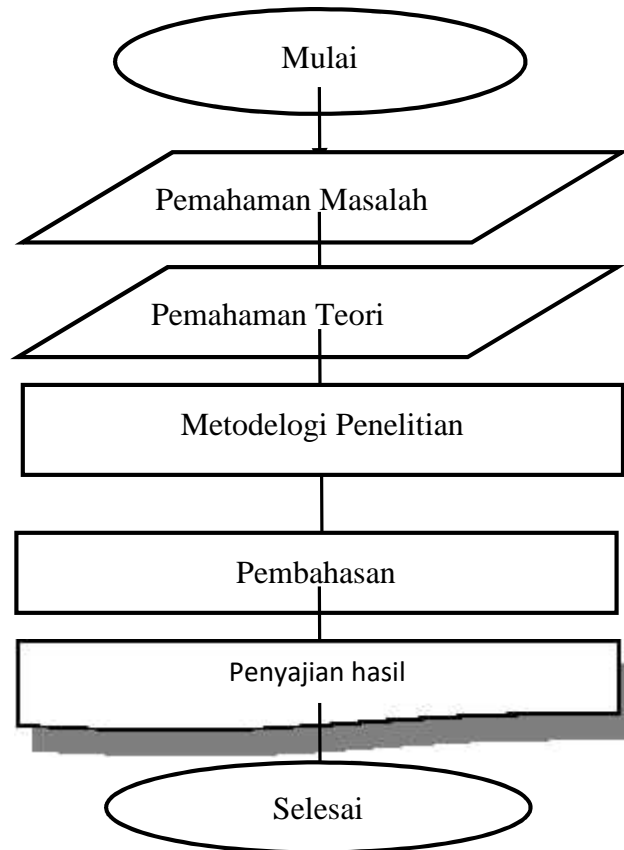 Mulai
Pemahaman Masalah
Pemahaman Teori
Metodelogi Penelitian
Pembahasan
Penyajian hasil
Selesai